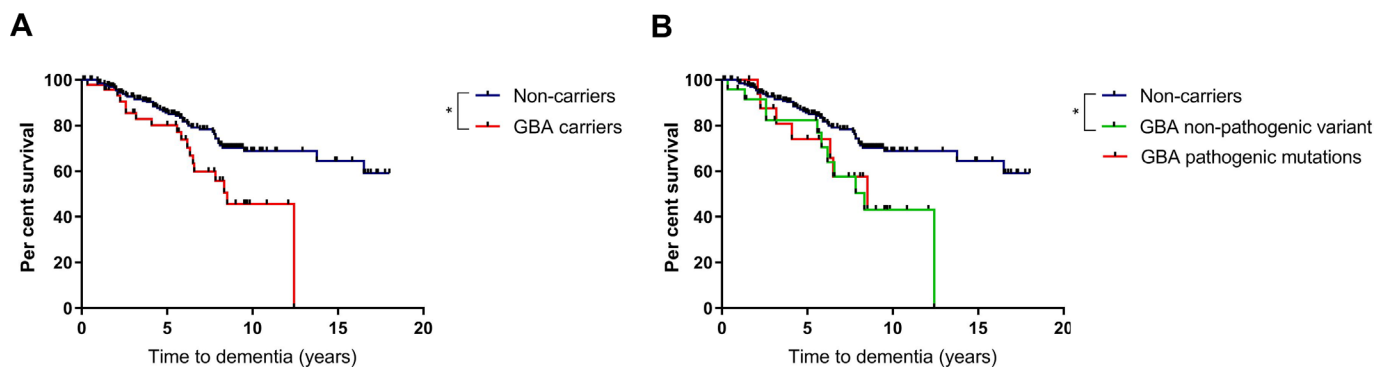 A
100
80
60
40
20
0
Per cent survival
0 5 10 15 20
Time to dementia (years)
*
Non-carriers
GBA carriers
B
100
80
60
40
20
0
Per cent survival
0 5 10 15 20
Time to dementia (years)
*
Non-carriers
GBA non-pathogenic variant
GBA pathogenic mutations